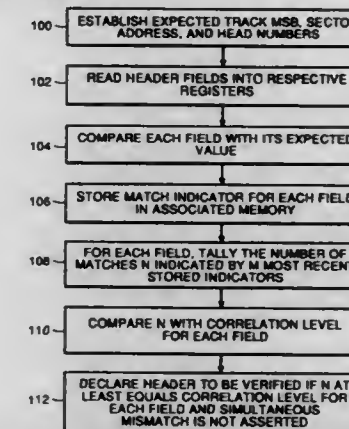 100
ESTABLISH EXPECTED TRACK MSB, SECTO
ADDRESS, AND HEAD NUMBERS
102
READ HEADER FIELDS INTO RESPECTIVE
REGISTERS
104
COMPARE EACH FIELD WITH ITS EXPECTED
VALUE
106
STORE MATCH INDICATOR FOR EACH FIELD
IN ASSOCIATED MEMORY
108
FOR EACH FIELD, TALLY THE NUMBER OF
MATCHES N INDICATED BY M MOST RECENT
STORED INDICATORS
110
COMPARE N WITH CORRELATION LEVEL
FOR EACH FIELD
112
DECLARE HEADER TO BE VERIFIED IF N AT
LEAST EQUALS CORRELATION LEVEL FOR
EACH FIELD AND SIMULTANEOUS
MISMATCH IS NOT ASSERTED